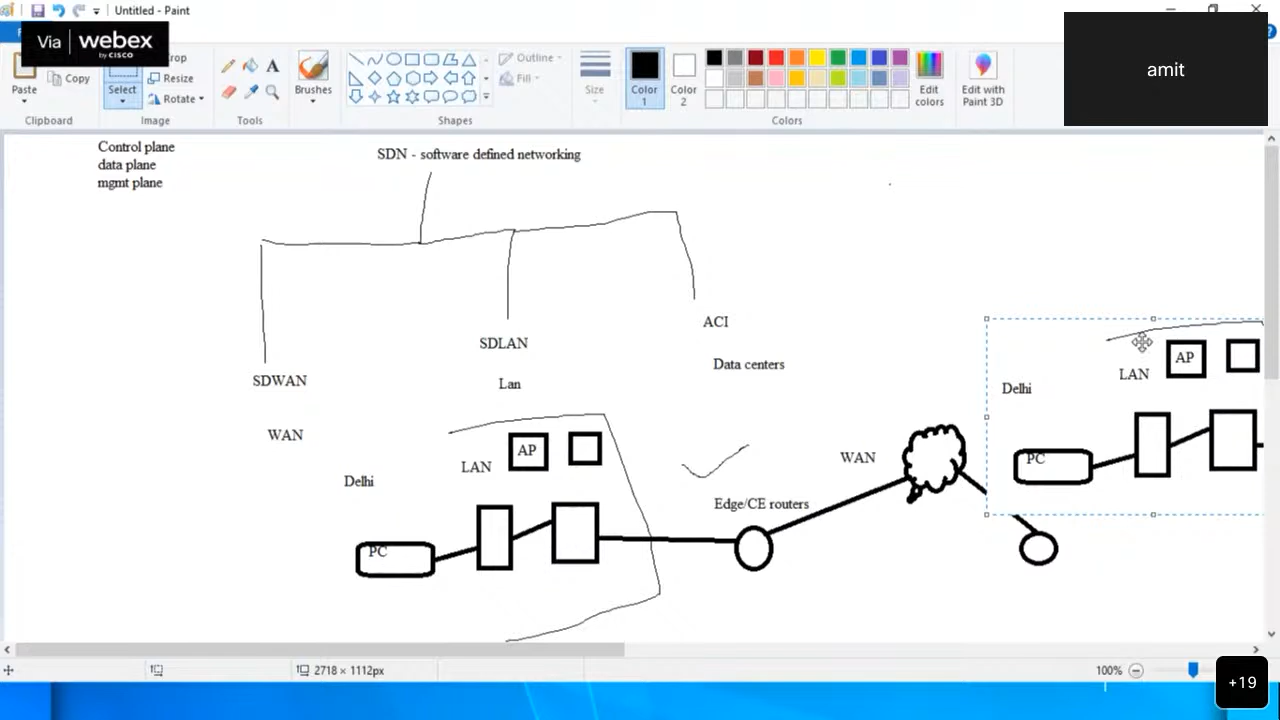 Untitled - Paint
Via webex
by CISCO
amit
Paste
Copy
Crop
Resize
Rotate
Select
Brushes
Outline
Fill
Size
Color
1
Color
2
Edit
colors
Edit with
Paint 3D
Clipboard
Image
Tools
Shapes
Colors
Control plane
data plane
mgmt plane
SDN - software defined networking
ACI
SDLAN
Data centers
SDWAN
Lan
WAN
Delhi
LAN
AP
PC
Edge/CE routers
WAN
Delhi
LAN
AP
PC
2718 × 1112px
100%
+19